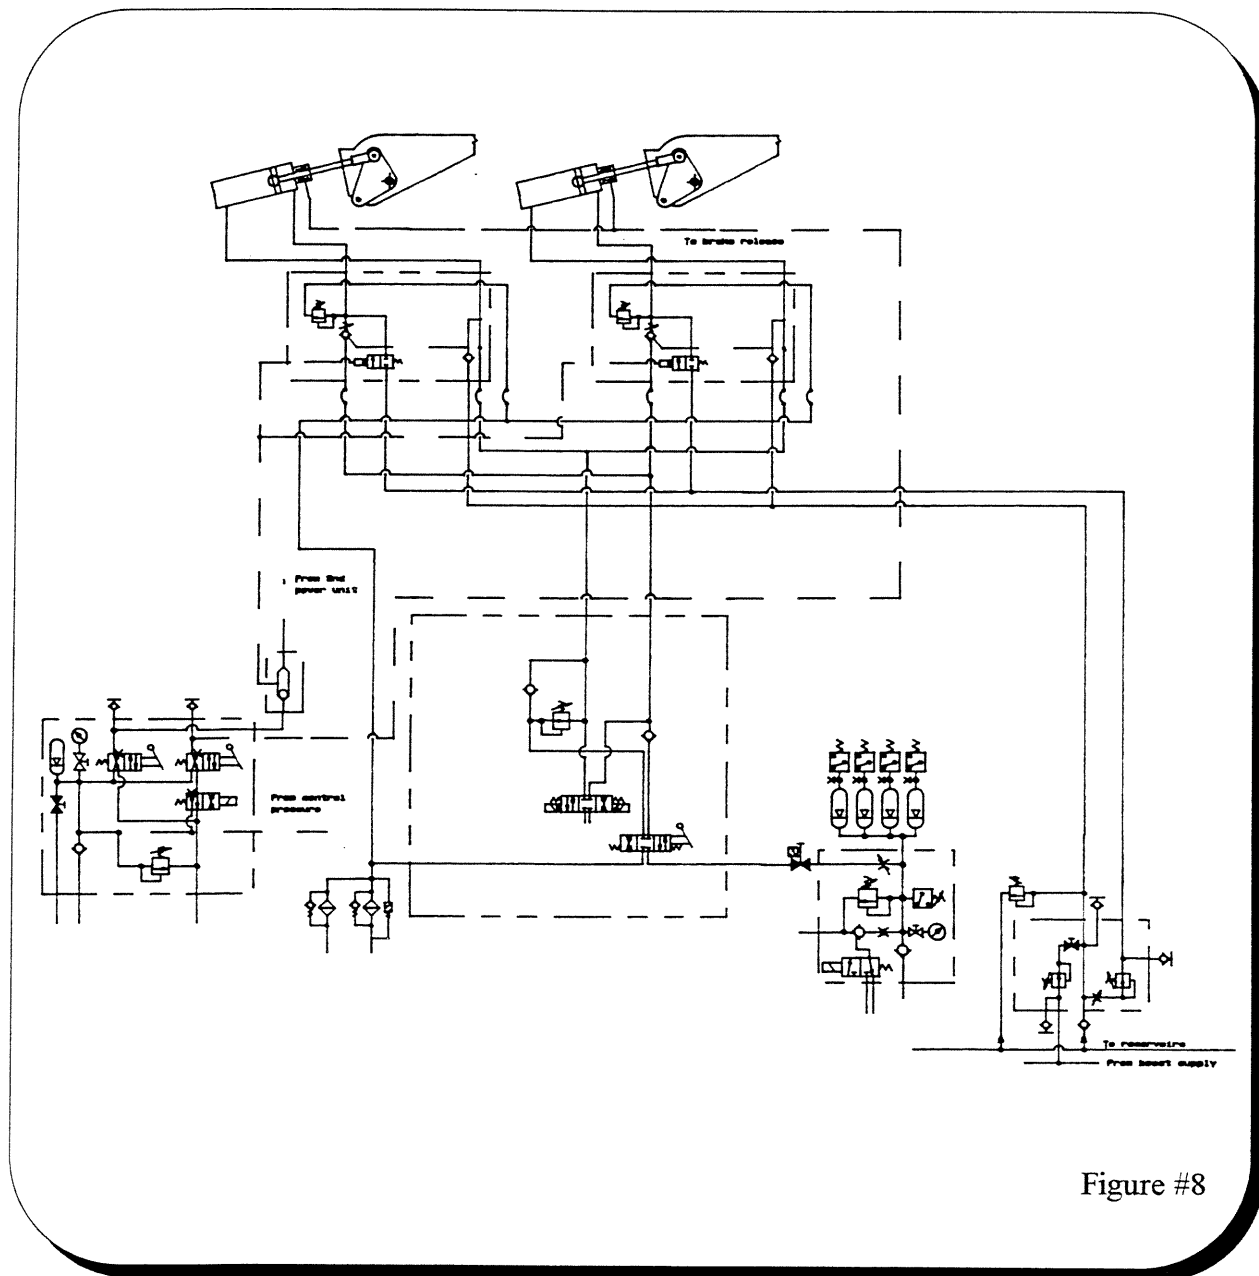 To brake release
From 2nd
power unit
From control
pressure
To reservoirs
From boost supply
Figure #8